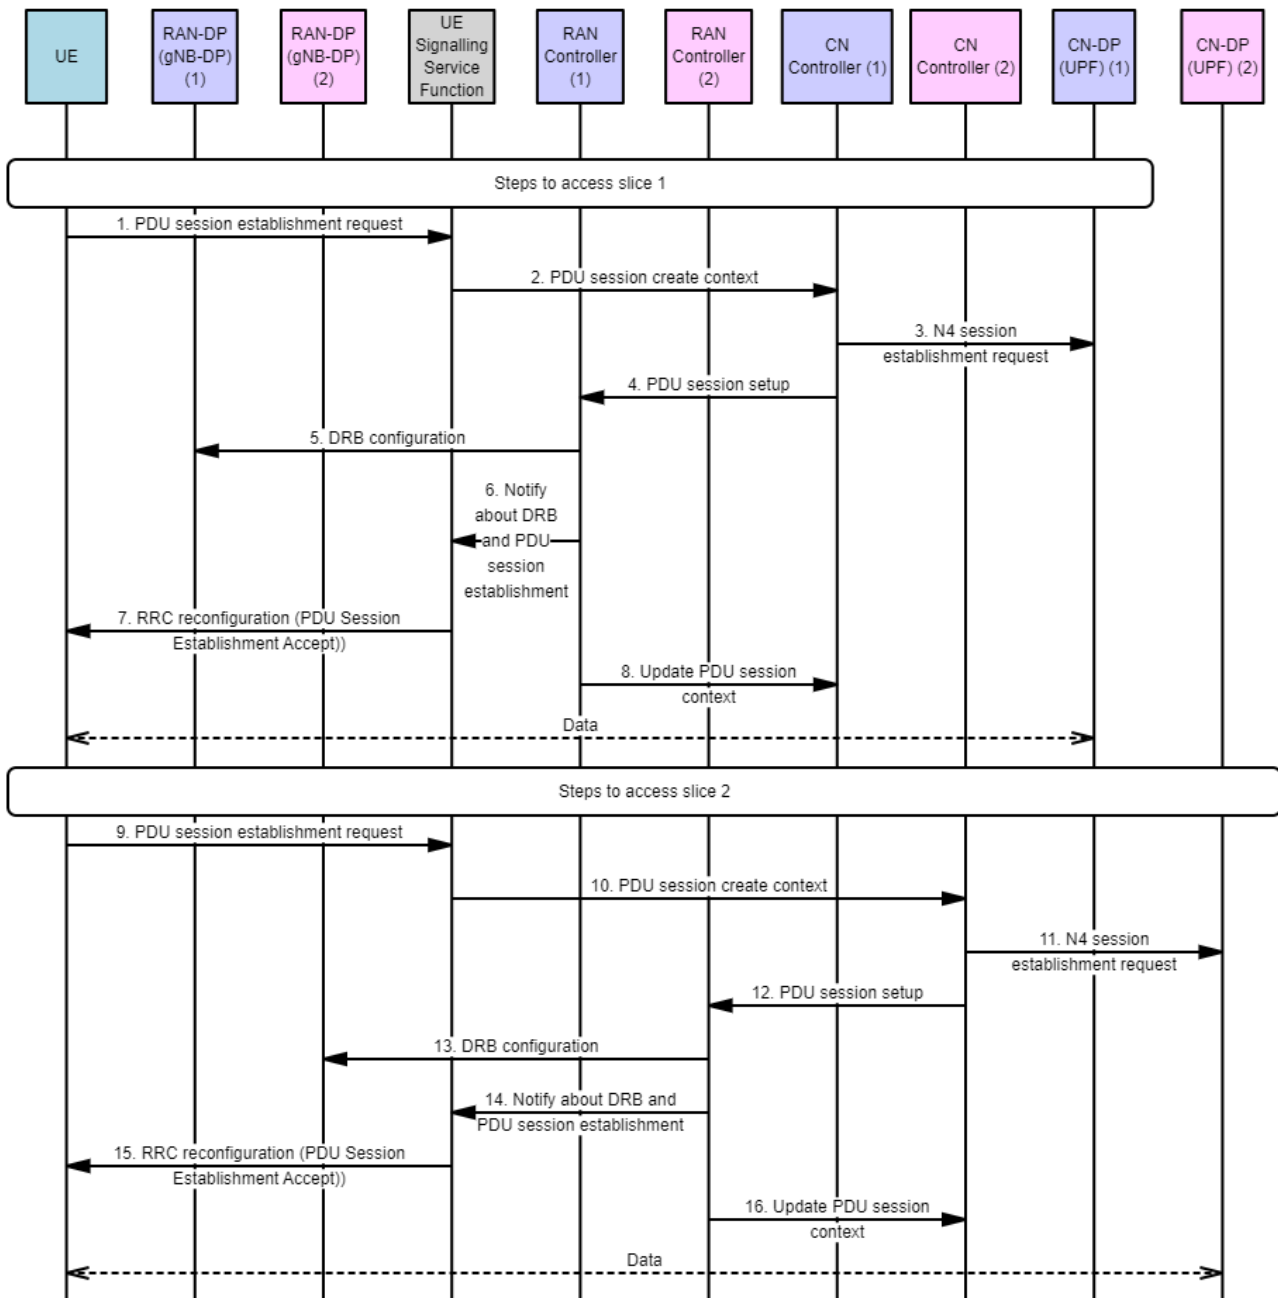 UE
RAN-DP
(gNB-DP)
(1)
RAN-DP
(gNB-DP)
(2)
UE
Signalling
Service
Function
RAN
Controller
(1)
RAN
Controller
(2)
CN
Controller (1)
CN
Controller (2)
CN-DP
(UPF) (1)
CN-DP
(UPF) (2)
Steps to access slice 1
1. PDU session establishment request
2. PDU session create context
3. N4 session
establishment request
4. PDU session setup
5. DRB configuration
6. Notify
about DRB
and PDU
session
establishment
7. RRC reconfiguration (PDU Session
Establishment Accept))
8. Update PDU session
context
Data
Steps to access slice 2
9. PDU session establishment request
10. PDU session create context
11. N4 session
establishment request
12. PDU session setup
13. DRB configuration
14. Notify about DRB and
PDU session establishment
15. RRC reconfiguration (PDU Session
Establishment Accept))
16. Update PDU session
context
Data